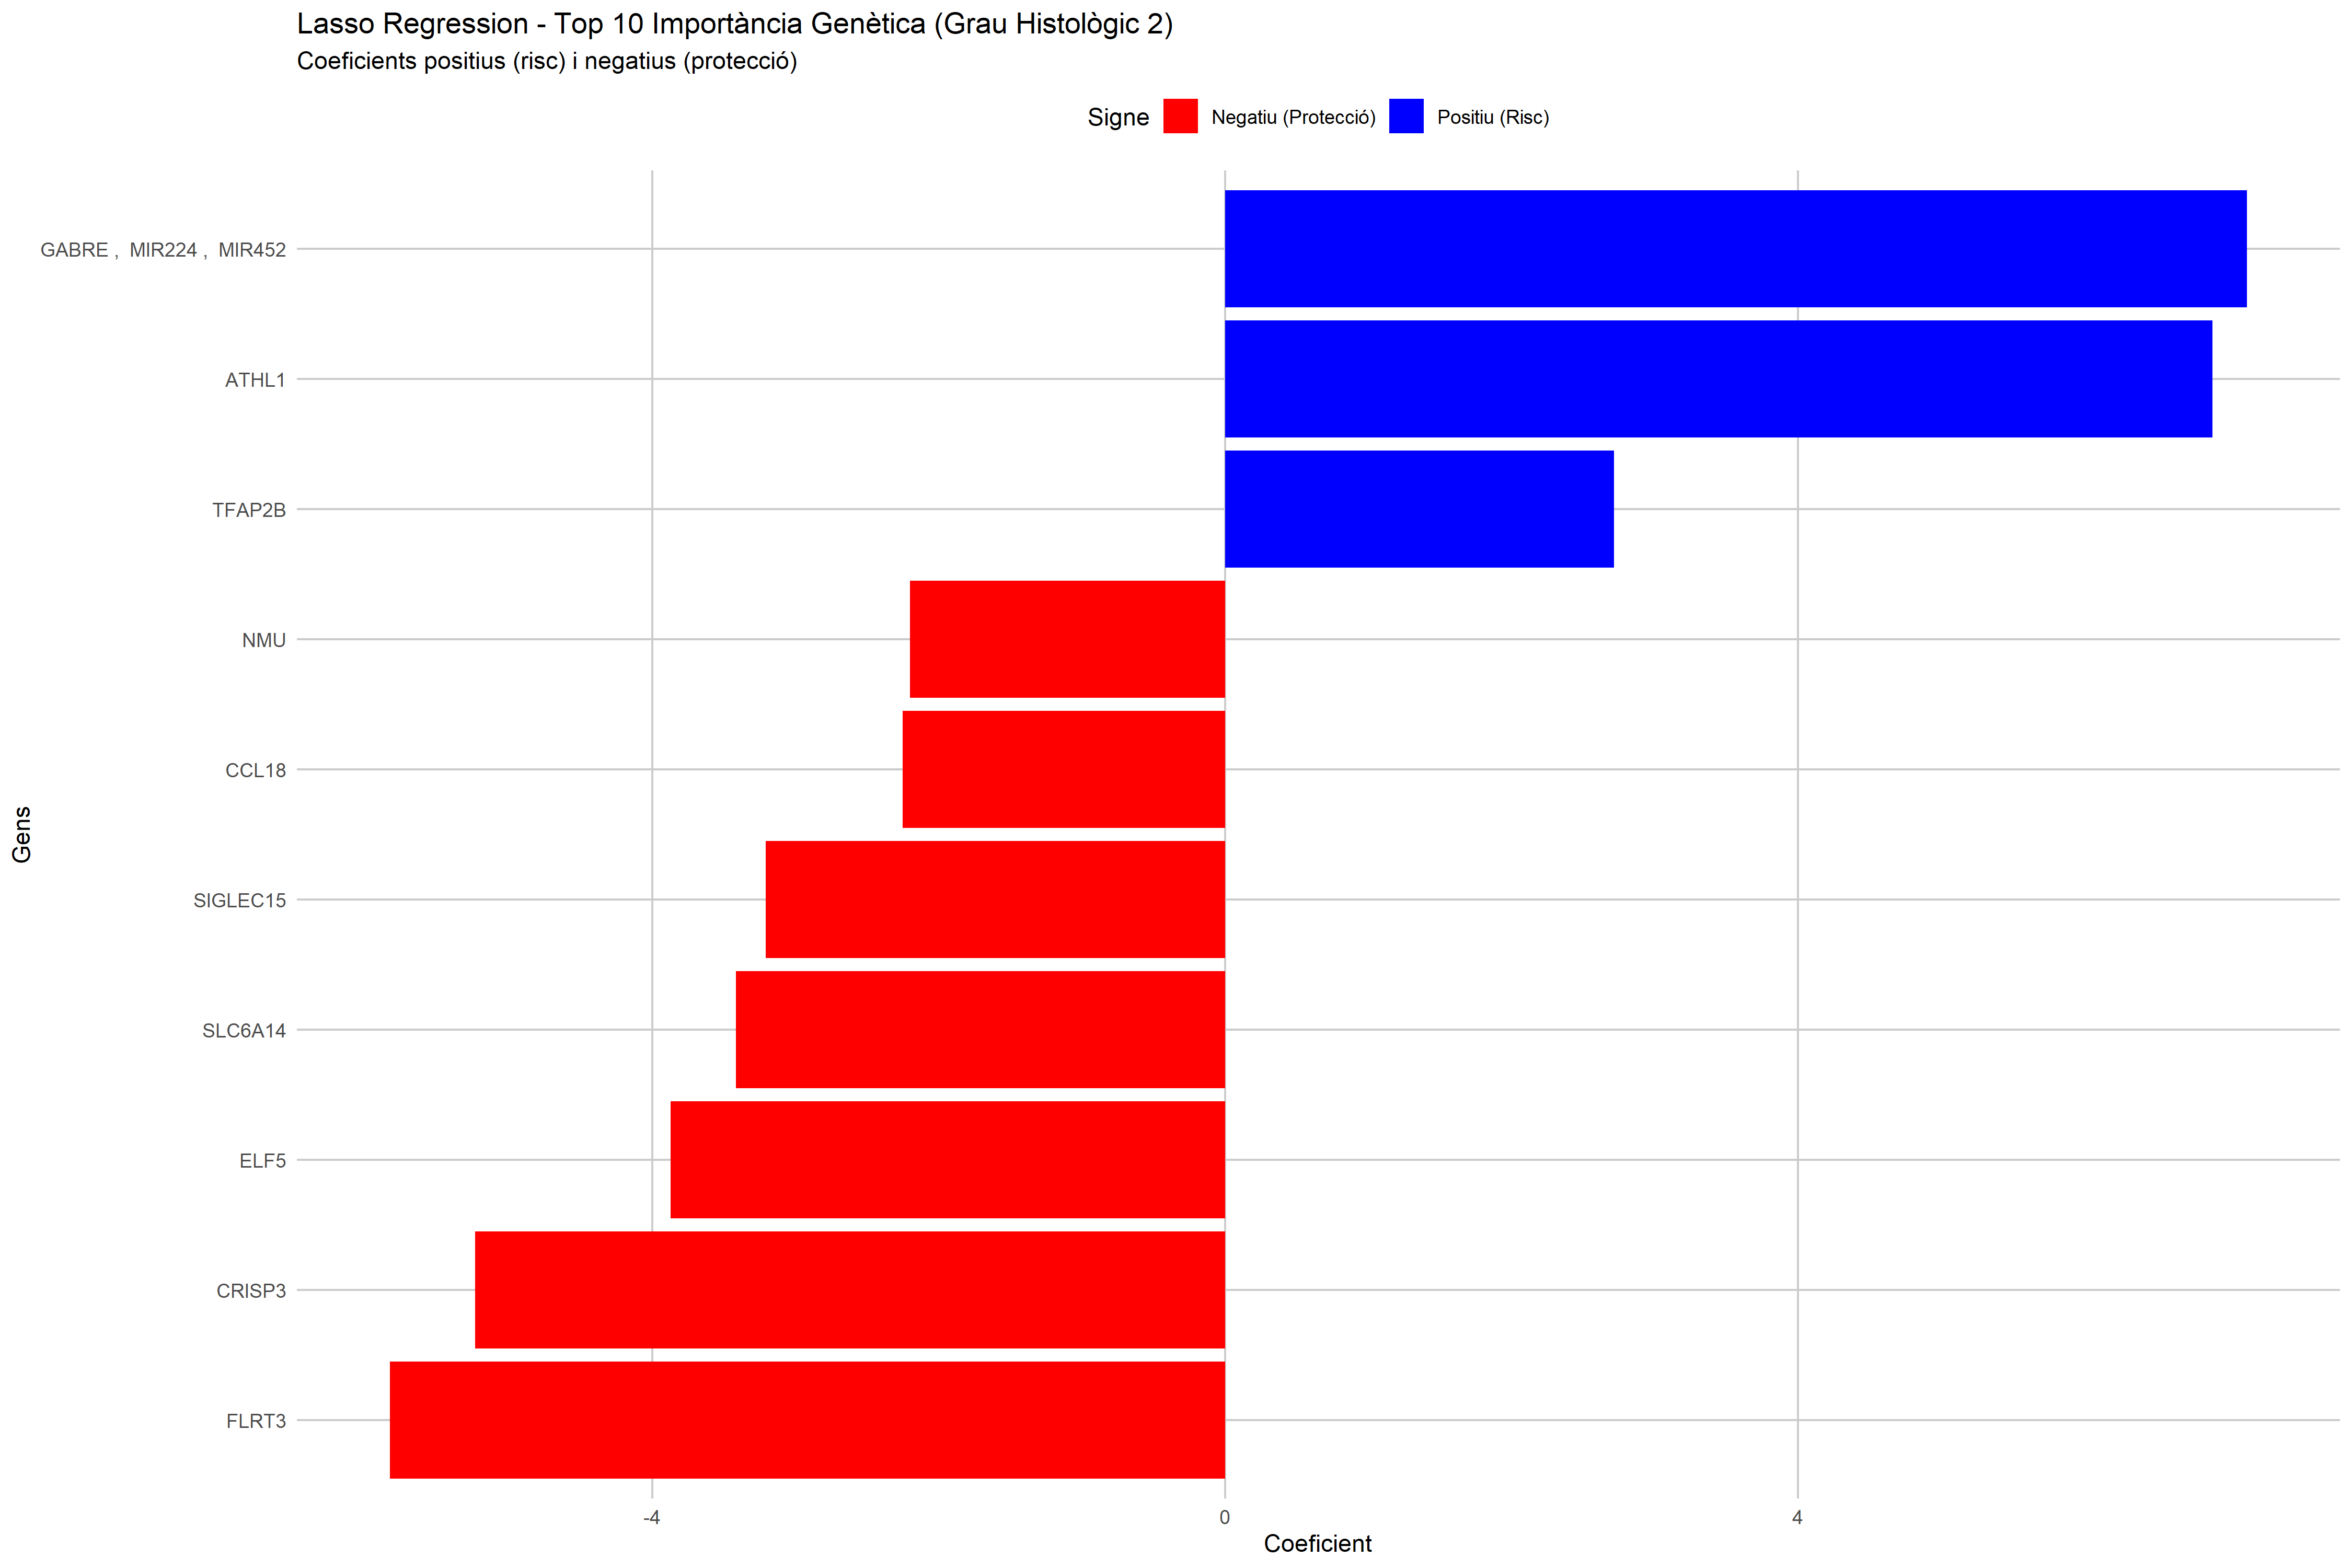 Lasso Regression - Top 10 Importància Genètica (Grau Histològic 2)
Coeficients positius (risc) i negatius (protecció)
Signe Negatiu (Protecció) Positiu (Risc)
GABRE ,  MIR224 ,  MIR452
ATHL1
TFAP2B
NMU
CCL18
SIGLEC15
SLC6A14
ELF5
CRISP3
FLRT3
Gens
-4 0 4
Coeficient